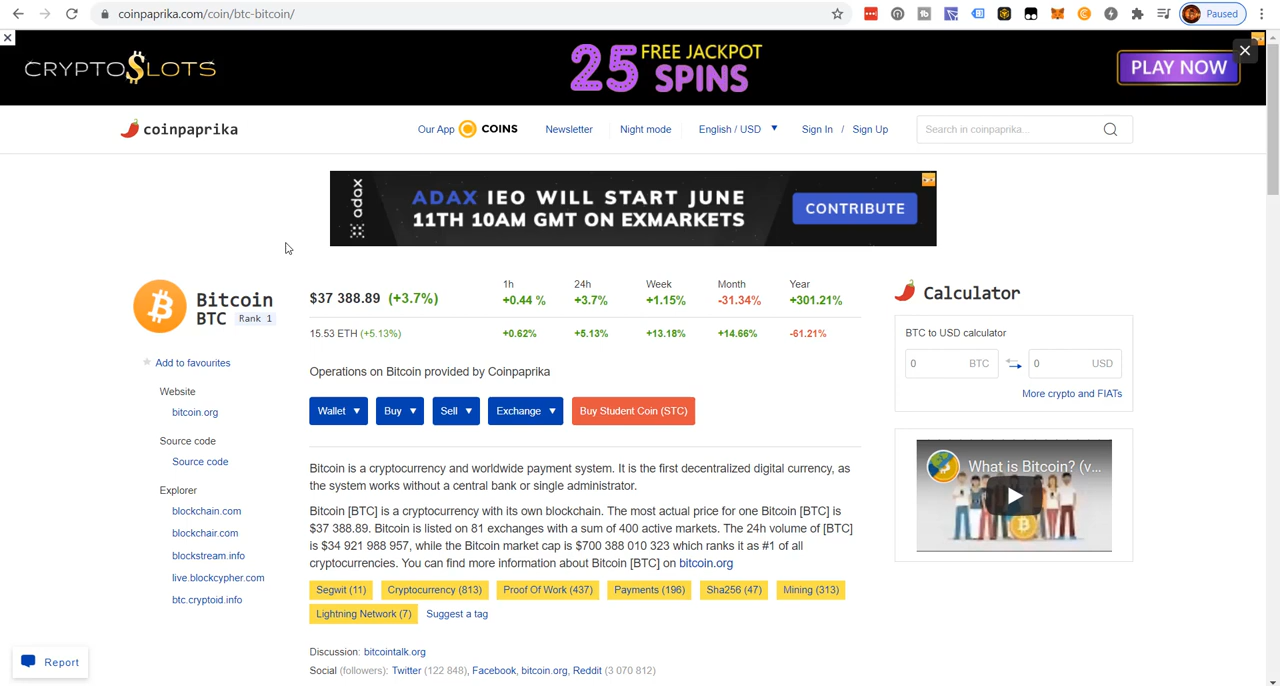 coinpaprika.com/coin/btc-bitcoin/
Paused
CRYPTO$LOTS
25 FREE JACKPOT SPINS
PLAY NOW
coinpaprika
Our App COINS
Newsletter
Night mode
English / USD
Sign In / Sign Up
Search in coinpaprika...
adax
ADAX IEO WILL START JUNE
11TH 10AM GMT ON EXMARKETS
CONTRIBUTE
Bitcoin
BTC Rank 1
Add to favourites
Website
bitcoin.org
Source code
Source code
Explorer
blockchain.com
blockchair.com
blockstream.info
live.blockcypher.com
btc.cryptoid.info
Report
1h 24h Week Month Year
$37 388.89 (+3.7%) +0.44 % +3.7% +1.15% -31.34% +301.21%
15.53 ETH (+5.13%) +0.62% +5.13% +13.18% +14.66% -61.21%
Operations on Bitcoin provided by Coinpaprika
Wallet Buy Sell Exchange Buy Student Coin (STC)
Bitcoin is a cryptocurrency and worldwide payment system. It is the first decentralized digital currency, as
the system works without a central bank or single administrator.
Bitcoin [BTC] is a cryptocurrency with its own blockchain. The most actual price for one Bitcoin [BTC] is
$37 388.89. Bitcoin is listed on 81 exchanges with a sum of 400 active markets. The 24h volume of [BTC]
is $34 921 988 957, while the Bitcoin market cap is $700 388 010 323 which ranks it as #1 of all
cryptocurrencies. You can find more information about Bitcoin [BTC] on bitcoin.org
Segwit (11) Cryptocurrency (813) Proof Of Work (437) Payments (196) Sha256 (47) Mining (313)
Lightning Network (7) Suggest a tag
Discussion: bitcointalk.org
Social (followers): Twitter (122 848), Facebook, bitcoin.org, Reddit (3 070 812)
Calculator
BTC to USD calculator
0 BTC 0 USD
More crypto and FIATs
What is Bitcoin? (v...